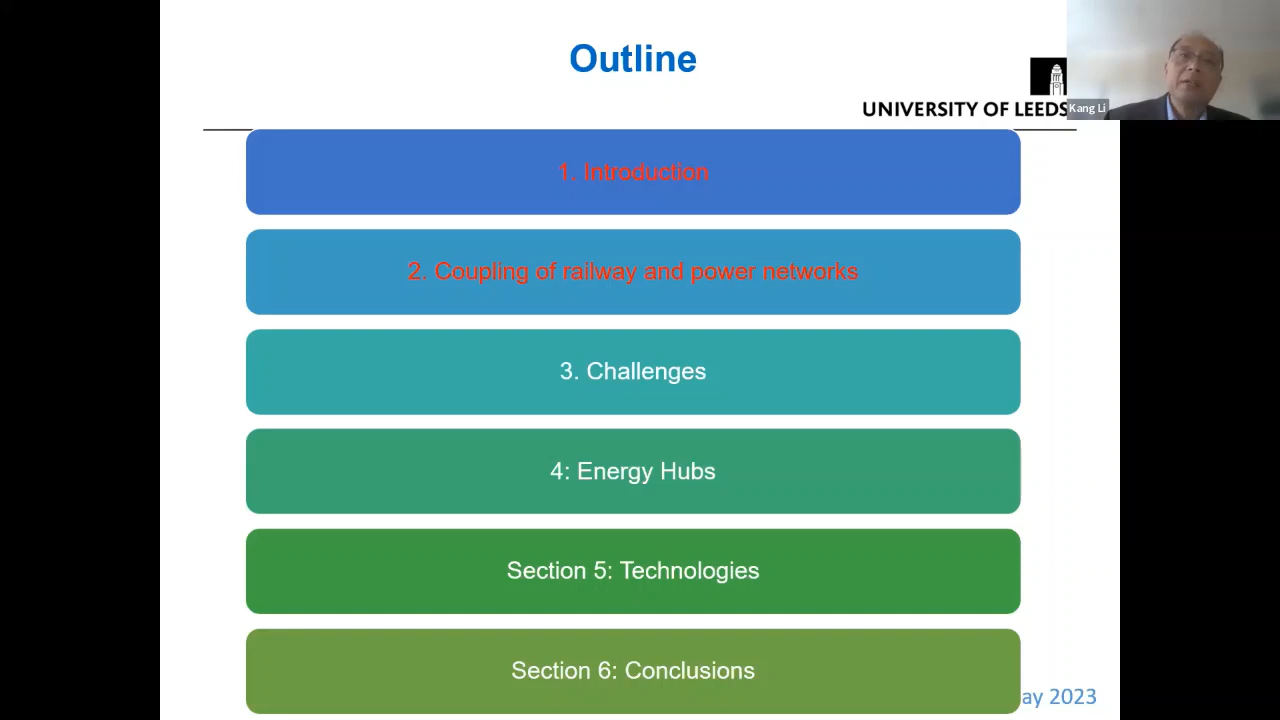 Outline
UNIVERSITY OF LEEDS
Kang Li
1. Introduction
2. Coupling of railway and power networks
3. Challenges
4: Energy Hubs
Section 5: Technologies
Section 6: Conclusions
ay 2023